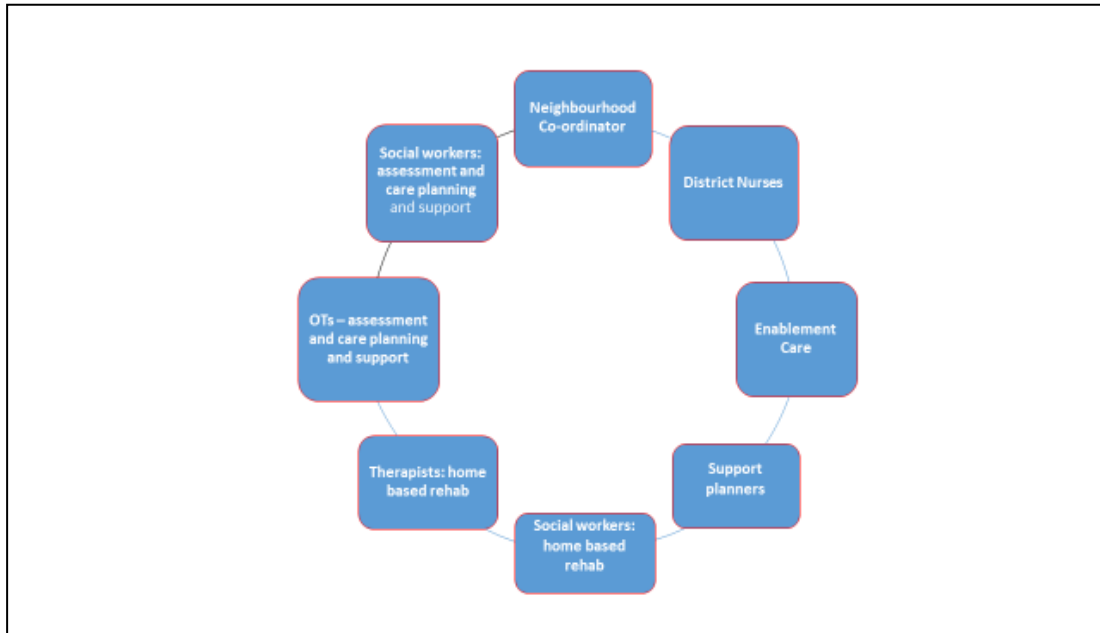 Neighbourhood
Co-ordinator
District Nurses
Enablement
Care
Support
planners
Social workers:
home based
rehab
Therapists: home
based rehab
OTs – assessment
and care planning
and support
Social workers:
assessment and
care planning
and support